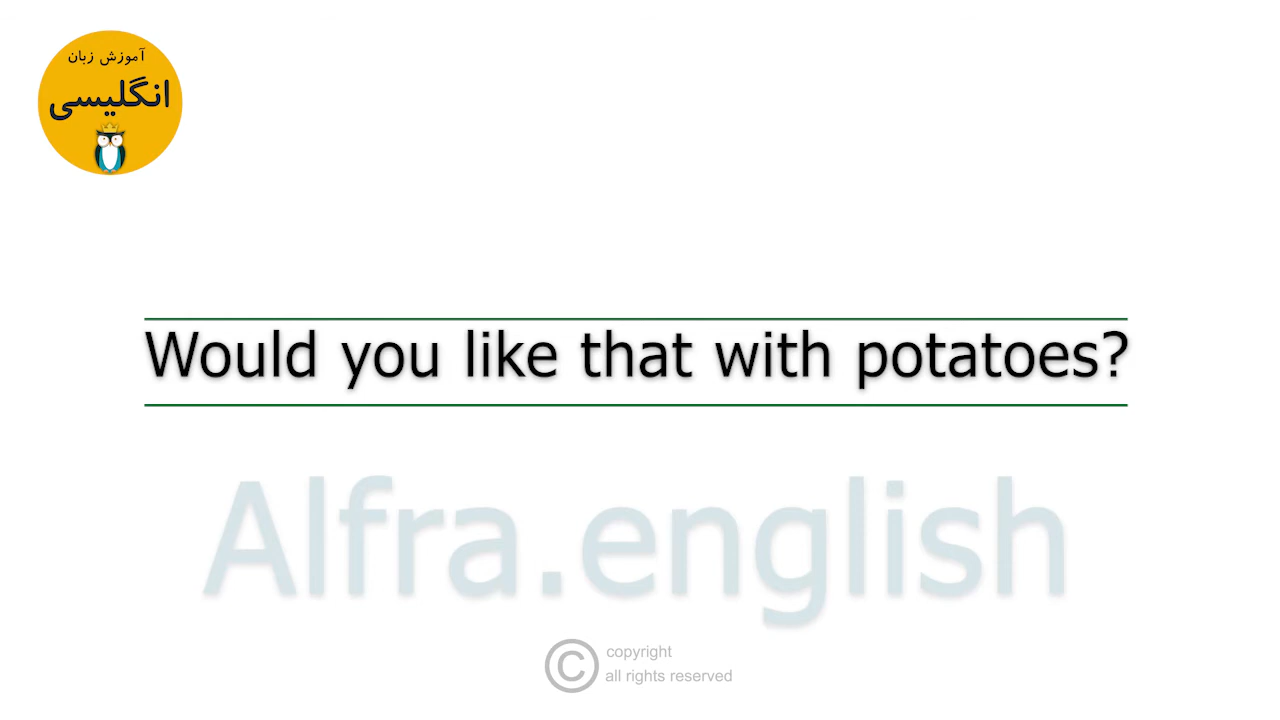 آموزش زبان
انگلیسی
Would you like that with potatoes?
Alfra.english
© copyright
all rights reserved